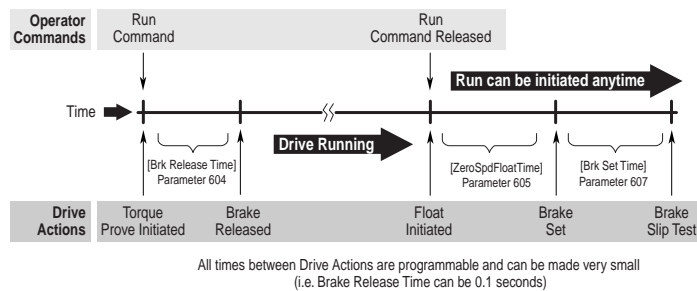 Operator
Commands
Run
Command
Run
Command Released
Run can be initiated anytime
Time
Drive Running
[Brk Release Time]
Parameter 604
[ZeroSpdFloatTime]
Parameter 605
[Brk Set Time]
Parameter 607
Drive
Actions
Torque
Prove Initiated
Brake
Released
Float
Initiated
Brake
Set
Brake
Slip Test
All times between Drive Actions are programmable and can be made very small
(i.e. Brake Release Time can be 0.1 seconds)